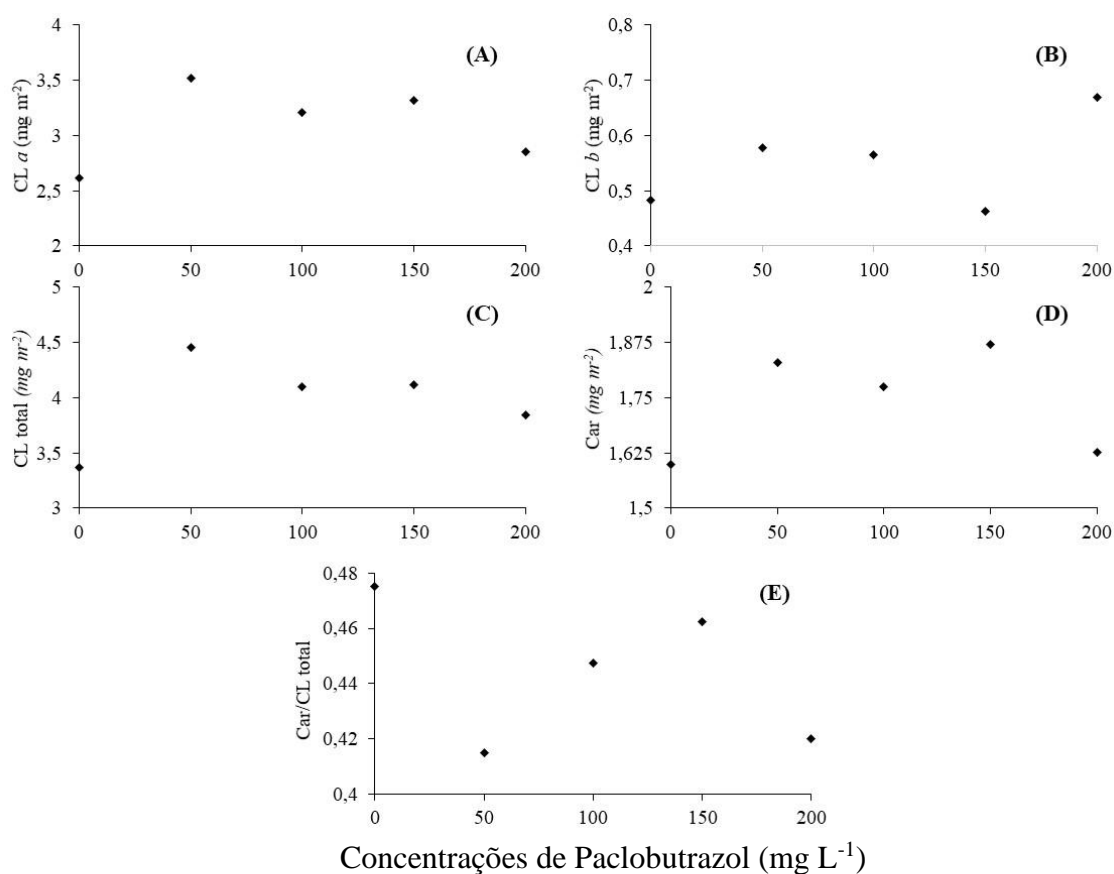 4
3,5
3
2,5
2
CL a (mg m-2)
(A)
0 50 100 150 200
0,8
0,7
0,6
0,5
0,4
CL b (mg m-2)
(B)
0 50 100 150 200
5
4,5
4
3,5
3
CL total (mg m-2)
(C)
0 50 100 150 200
2
1,875
1,75
1,625
1,5
Car (mg m-2)
(D)
0 50 100 150 200
0,48
0,46
0,44
0,42
0,4
Car/CL total
(E)
0 50 100 150 200
Concentrações de Paclobutrazol (mg L-1)